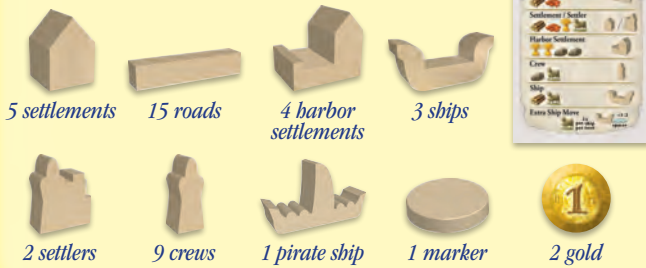 Settlement / Settler
Harbor Settlement
Crew
Ship
Extra Ship Move
5 settlements
15 roads
4 harbor
settlements
3 ships
1
2 settlers
9 crews
1 pirate ship
1 marker
2 gold